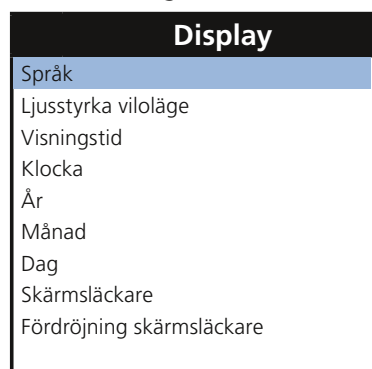 Display
Språk
Ljusstyrka viloläge
Visningstid
Klocka
År
Månad
Dag
Skärmsläckare
Fördröjning skärmsläckare